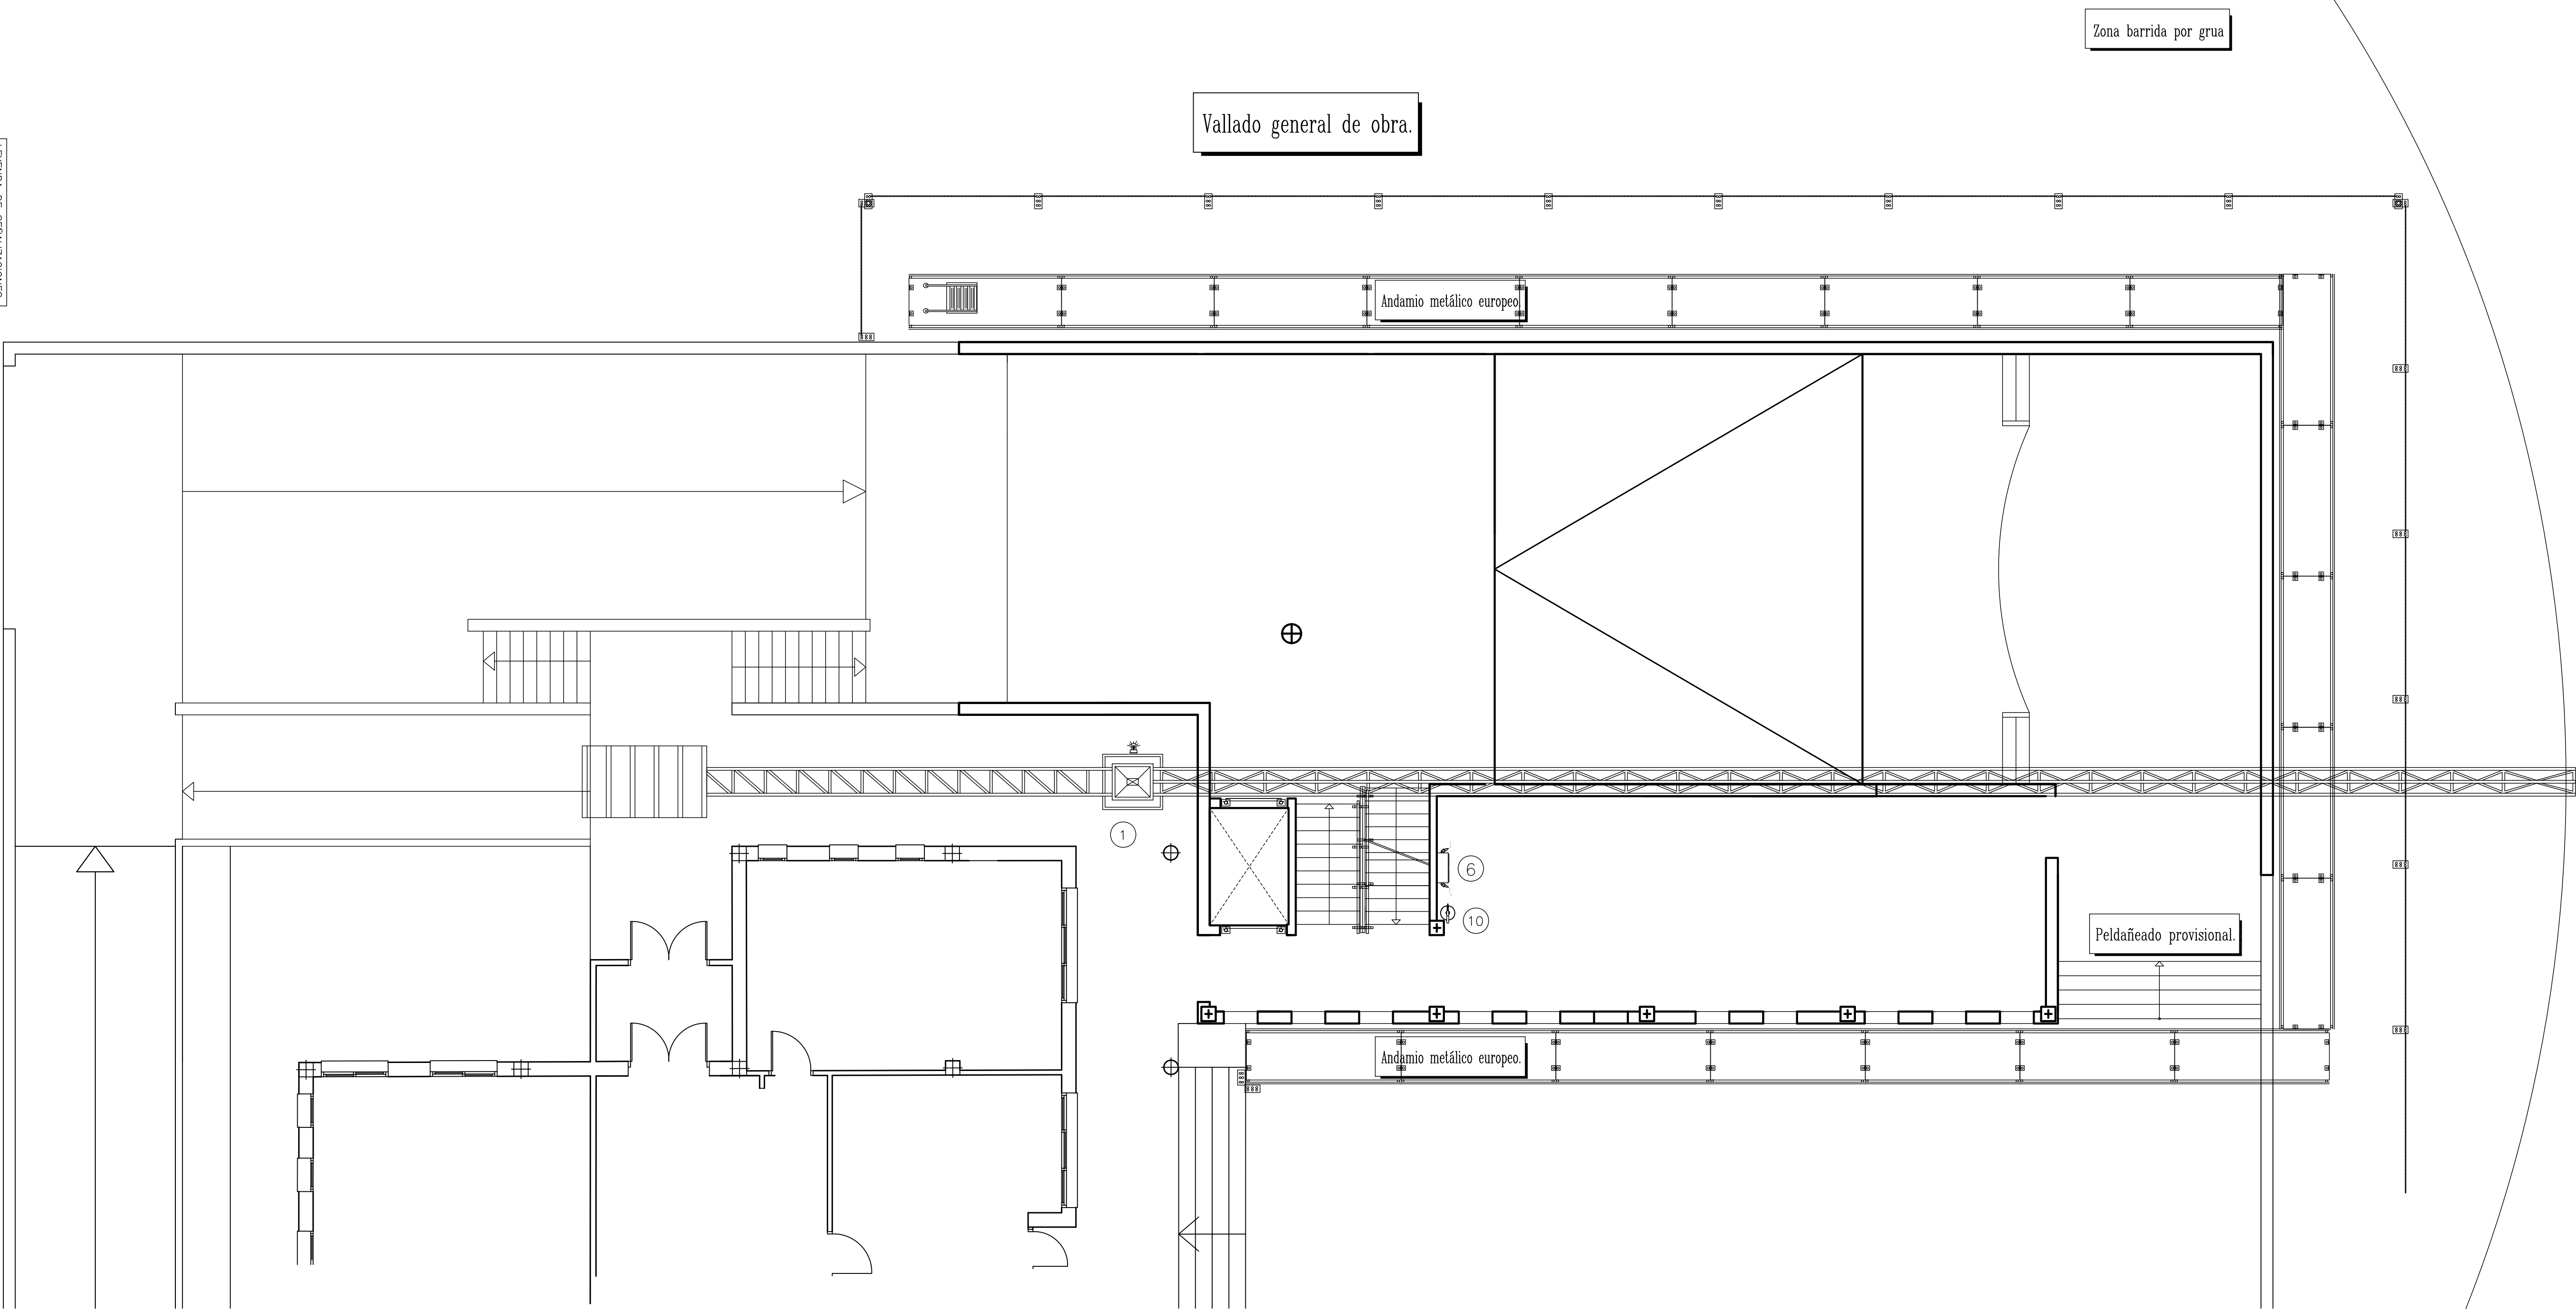 Zona barrida por grua
Vallado general de obra.
Andamio metálico europeo.
1
6
10
Peldañeado provisional.
Andamio metálico europeo.